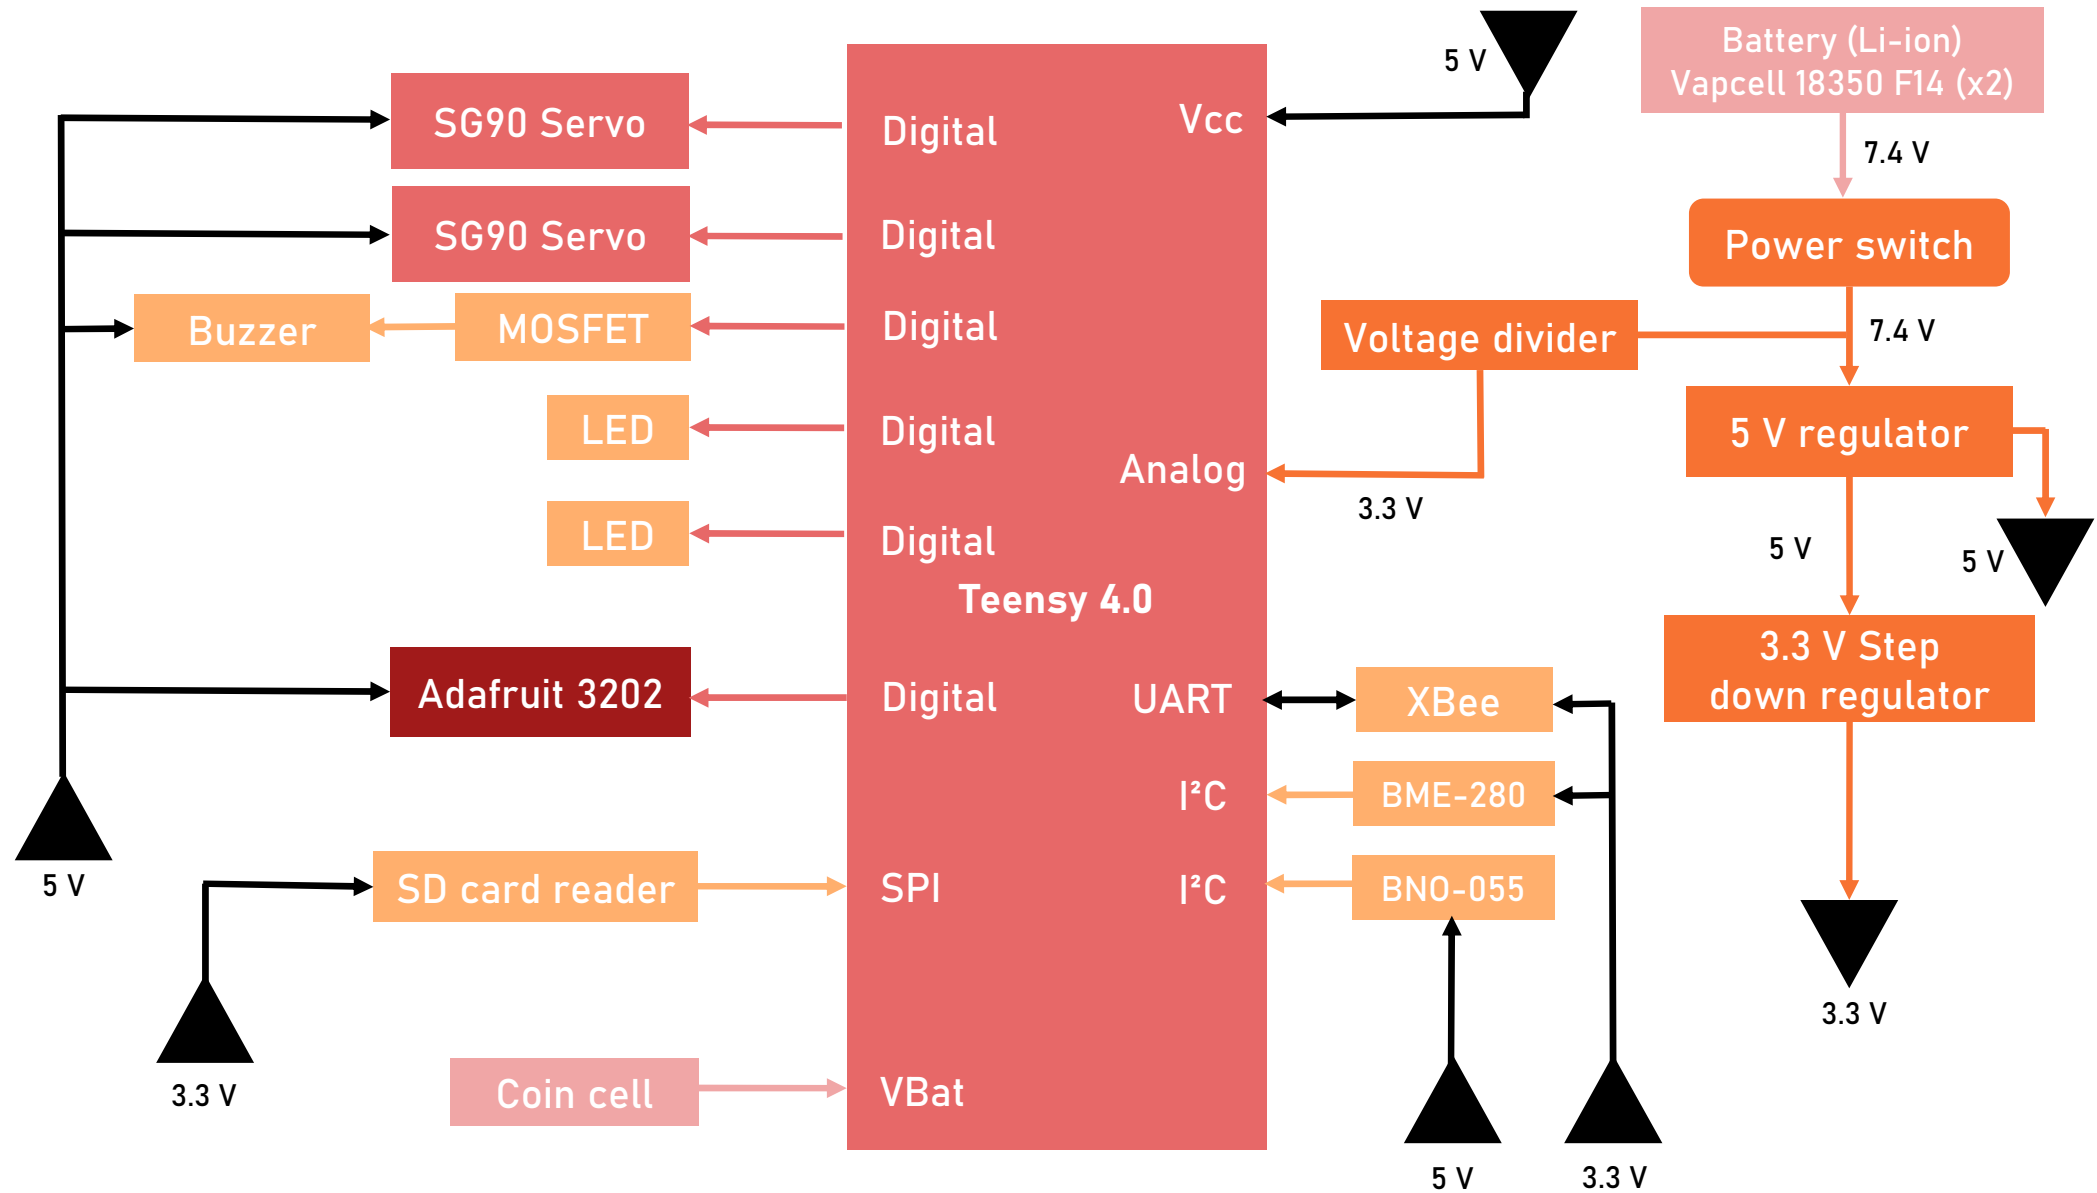 5 V
Battery (Li-ion)
Vapcell 18350 F14 (x2)
SG90 Servo
Digital
Vcc
7.4 V
SG90 Servo
Digital
Power switch
Buzzer
MOSFET
Digital
Voltage divider
7.4 V
LED
Digital
5 V regulator
Analog
3.3 V
LED
Digital
5 V
5 V
Teensy 4.0
3.3 V Step
down regulator
Adafruit 3202
Digital
UART
XBee
I²C
BME-280
5 V
SD card reader
SPI
I²C
BNO-055
3.3 V
3.3 V
Coin cell
VBat
5 V
3.3 V